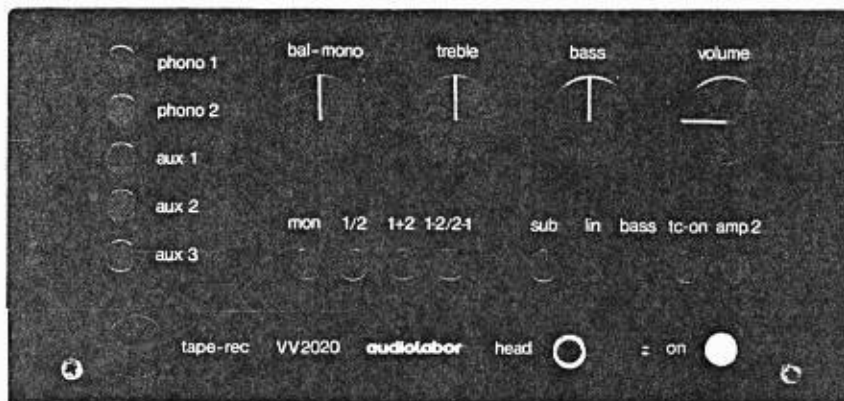 phono 1
phono 2
aux 1
aux 2
aux 3
bal-mono treble bass volume
mon 1/2 1+2 1-2/2-1 sub lin bass tc-on amp 2
tape-rec VV2020 audiolabor head on